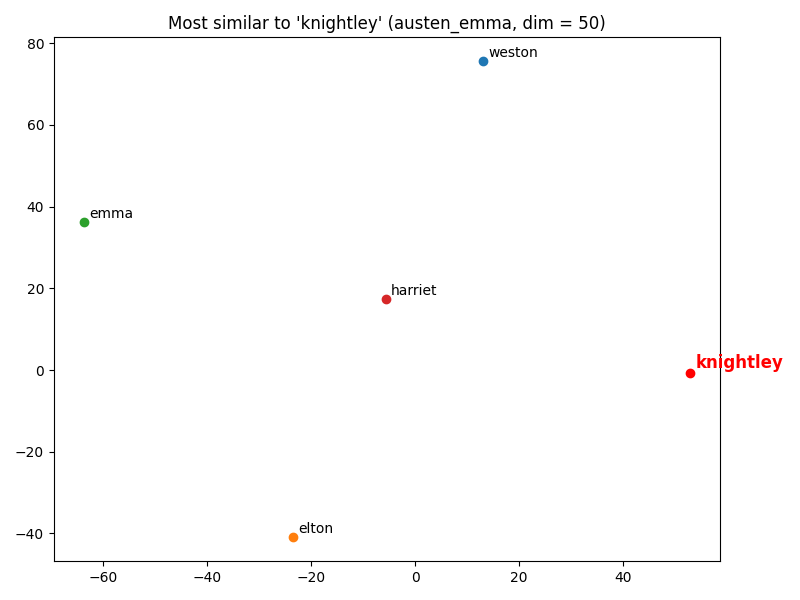 Most similar to 'knightley' (austen_emma, dim = 50)
80
weston
60
40
emma
20
harriet
0
knightley
−20
−40
elton
−60 −40 −20 0 20 40